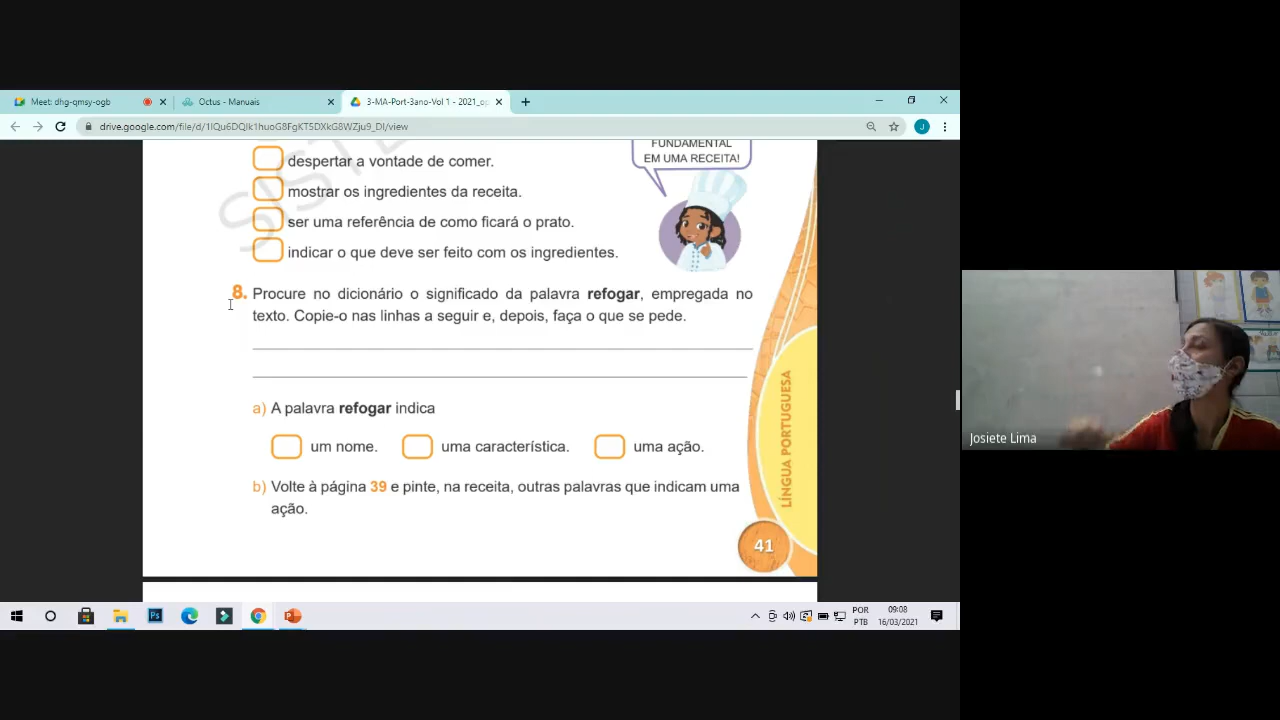 Meet: dhg-qmsy-ogb
Octus - Manuais
3-MA-Port-3ano-Vol 1 - 2021_op
drive.google.com/file/d/1IQu6DQIk1huoG8FgKT5DXkG8WZju9_DI/view
J
FUNDAMENTAL
EM UMA RECEITA!
despertar a vontade de comer.
mostrar os ingredientes da receita.
ser uma referência de como ficará o prato.
indicar o que deve ser feito com os ingredientes.
8. Procure no dicionário o significado da palavra refogar, empregada no
texto. Copie-o nas linhas a seguir e, depois, faça o que se pede.
a) A palavra refogar indica
um nome. uma característica. uma ação.
b) Volte à página 39 e pinte, na receita, outras palavras que indicam uma
ação.
LÍNGUA PORTUGUESA
41
Josiete Lima
Ps
POR
PTB
09:08
16/03/2021